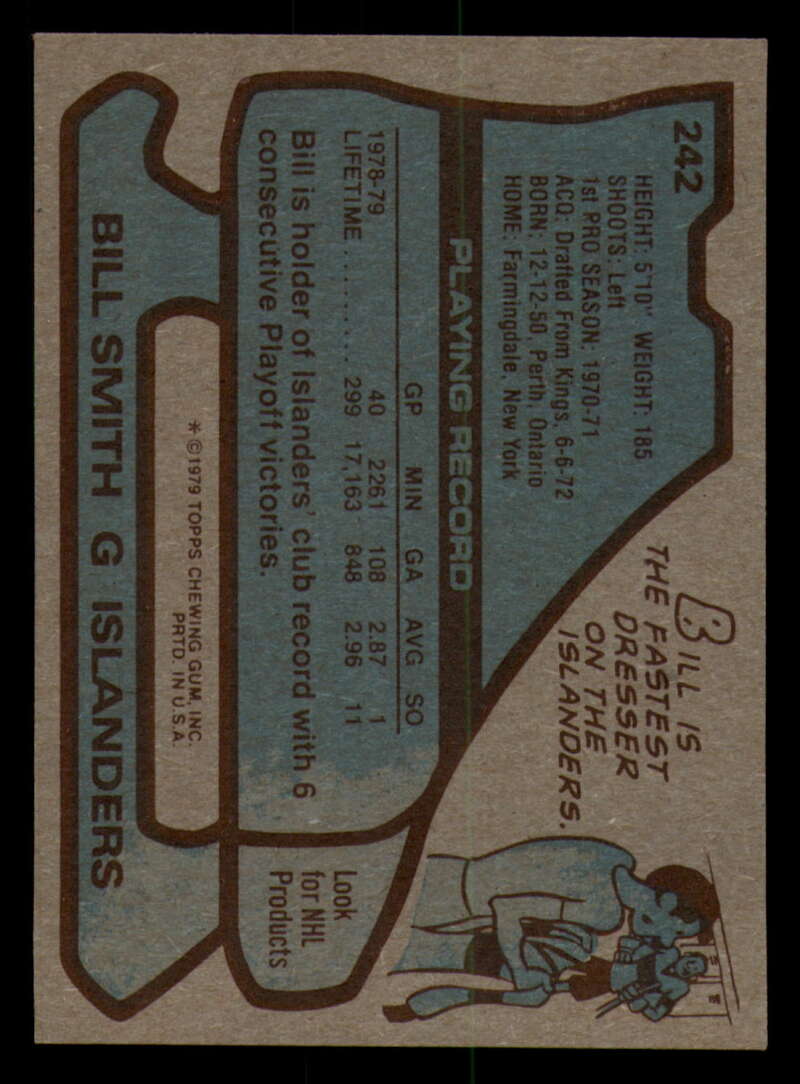 242
HEIGHT: 5'10" WEIGHT: 185
SHOOTS: Left
1st PRO SEASON: 1970-71
ACQ: Drafted From Kings, 6-6-72
BORN: 12-12-50, Perth, Ontario
HOME: Farmingdale, New York
BILL IS
THE FASTEST
DRESSER
ON THE
ISLANDERS.
PLAYING RECORD
GP MIN GA AVG SO
1978-79 40 2261 108 2.87 1
LIFETIME ......... 299 17,163 848 2.96 11
Bill is holder of Islanders' club record with 6
consecutive Playoff victories.
Look
for NHL
Products
* © 1979 TOPPS CHEWING GUM, INC.
PRTD. IN U.S.A.
BILL SMITH G ISLANDERS